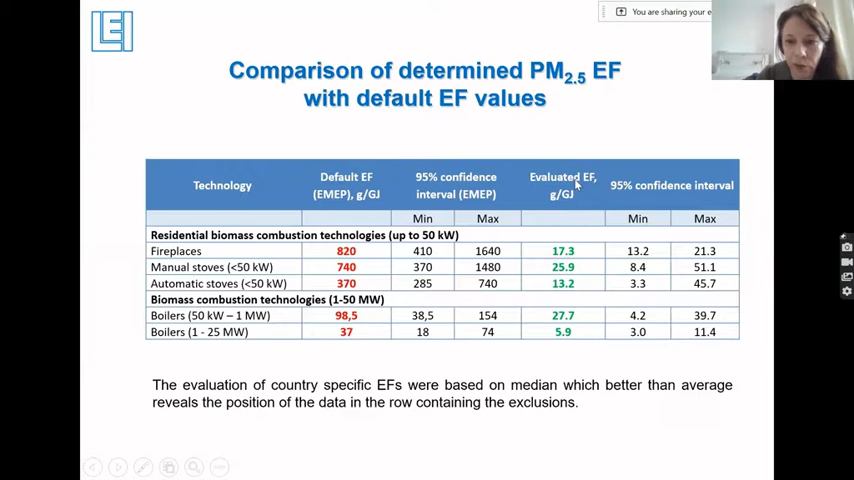 LEI
You are sharing your e
Comparison of determined PM2.5 EF
with default EF values
Technology Default EF (EMEP), g/GJ 95% confidence interval (EMEP) Evaluated EF, g/GJ 95% confidence interval
Min Max Min Max
Residential biomass combustion technologies (up to 50 kW)
Fireplaces 820 410 1640 17.3 13.2 21.3
Manual stoves (<50 kW) 740 370 1480 25.9 8.4 51.1
Automatic stoves (<50 kW) 370 285 740 13.2 3.3 45.7
Biomass combustion technologies (1-50 MW)
Boilers (50 kW – 1 MW) 98,5 38,5 154 27.7 4.2 39.7
Boilers (1 - 25 MW) 37 18 74 5.9 3.0 11.4
The evaluation of country specific EFs were based on median which better than average
reveals the position of the data in the row containing the exclusions.